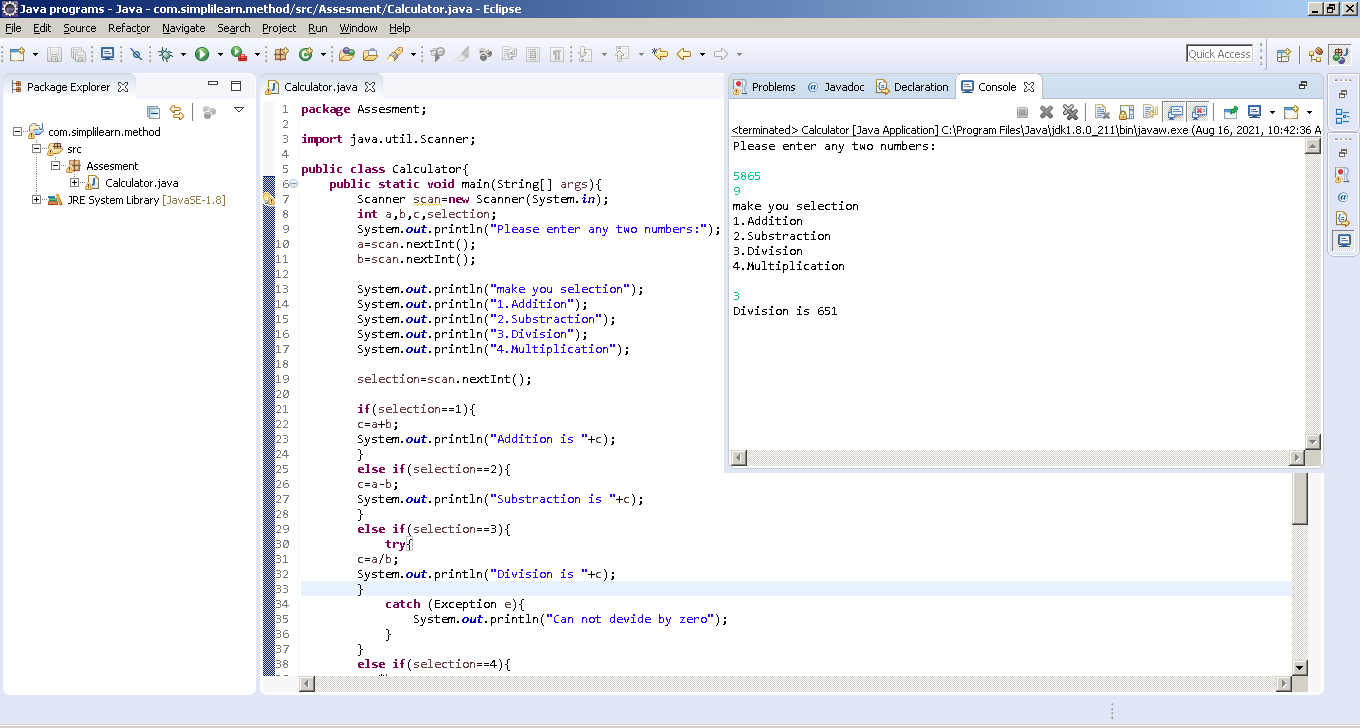 Java programs - Java - com.simplilearn.method/src/Assesment/Calculator.java - Eclipse
File Edit Source Refactor Navigate Search Project Run Window Help
Quick Access
Package Explorer
com.simplilearn.method
src
Assesment
Calculator.java
JRE System Library [JavaSE-1.8]
Calculator.java
1 package Assesment;
2
3 import java.util.Scanner;
4
5 public class Calculator{
6 public static void main(String[] args){
7 Scanner scan=new Scanner(System.in);
8 int a,b,c,selection;
9 System.out.println("Please enter any two numbers:");
10 a=scan.nextInt();
11 b=scan.nextInt();
12
13 System.out.println("make you selection");
14 System.out.println("1.Addition");
15 System.out.println("2.Substraction");
16 System.out.println("3.Division");
17 System.out.println("4.Multiplication");
18
19 selection=scan.nextInt();
20
21 if(selection==1){
22 c=a+b;
23 System.out.println("Addition is "+c);
24 }
25 else if(selection==2){
26 c=a-b;
27 System.out.println("Substraction is "+c);
28 }
29 else if(selection==3){
30 try{
31 c=a/b;
32 System.out.println("Division is "+c);
33 }
34 catch (Exception e){
35 System.out.println("Can not devide by zero");
36 }
37 }
38 else if(selection==4){
Problems @ Javadoc Declaration Console
<terminated> Calculator [Java Application] C:\Program Files\Java\jdk1.8.0_211\bin\javaw.exe (Aug 16, 2021, 10:42:36 A
Please enter any two numbers:
5865
9
make you selection
1.Addition
2.Substraction
3.Division
4.Multiplication
3
Division is 651